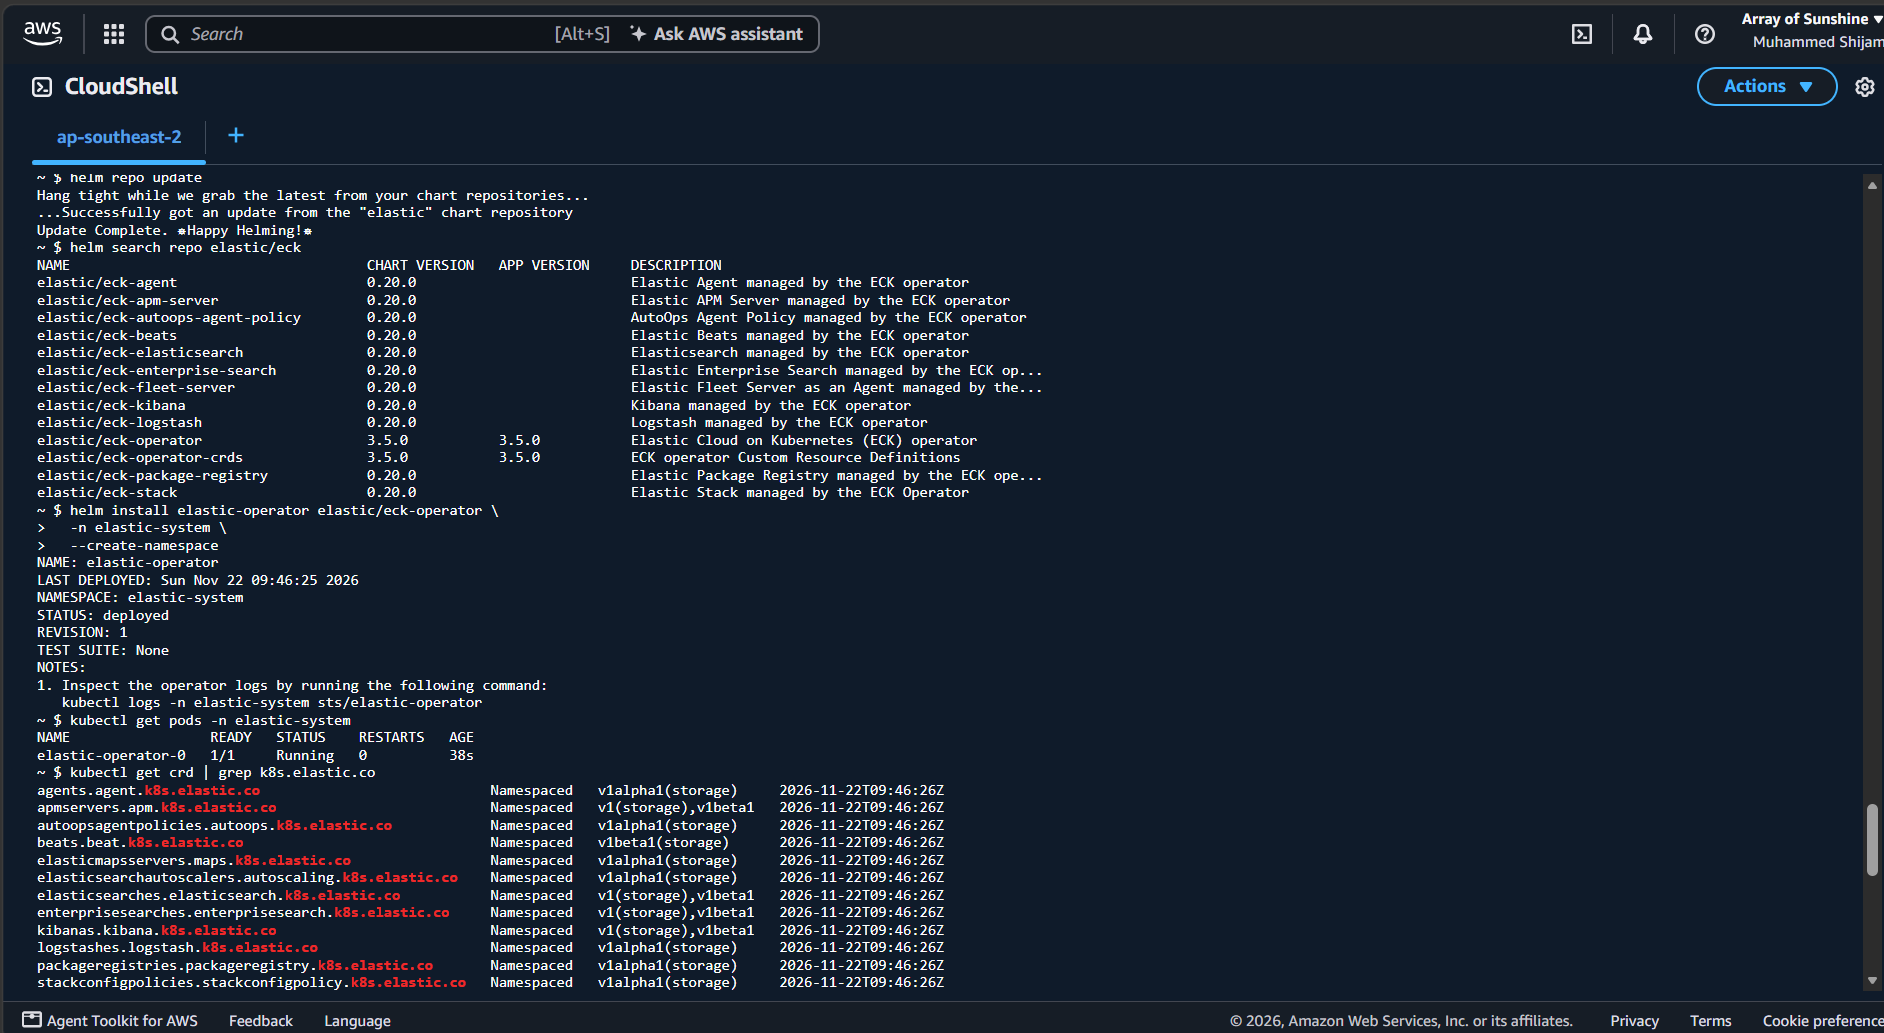 aws
Search [Alt+S] Ask AWS assistant
Array of Sunshine ▼
Muhammed Shijam
CloudShell
Actions ▼
ap-southeast-2 +
~ $ helm repo update
Hang tight while we grab the latest from your chart repositories...
...Successfully got an update from the "elastic" chart repository
Update Complete. ⎈Happy Helming!⎈
~ $ helm search repo elastic/eck
NAME CHART VERSION APP VERSION DESCRIPTION
elastic/eck-agent 0.20.0 Elastic Agent managed by the ECK operator
elastic/eck-apm-server 0.20.0 Elastic APM Server managed by the ECK operator
elastic/eck-autoops-agent-policy 0.20.0 AutoOps Agent Policy managed by the ECK operator
elastic/eck-beats 0.20.0 Elastic Beats managed by the ECK operator
elastic/eck-elasticsearch 0.20.0 Elasticsearch managed by the ECK operator
elastic/eck-enterprise-search 0.20.0 Elastic Enterprise Search managed by the ECK op...
elastic/eck-fleet-server 0.20.0 Elastic Fleet Server as an Agent managed by the...
elastic/eck-kibana 0.20.0 Kibana managed by the ECK operator
elastic/eck-logstash 0.20.0 Logstash managed by the ECK operator
elastic/eck-operator 3.5.0 3.5.0 Elastic Cloud on Kubernetes (ECK) operator
elastic/eck-operator-crds 3.5.0 3.5.0 ECK operator Custom Resource Definitions
elastic/eck-package-registry 0.20.0 Elastic Package Registry managed by the ECK ope...
elastic/eck-stack 0.20.0 Elastic Stack managed by the ECK Operator
~ $ helm install elastic-operator elastic/eck-operator \
> -n elastic-system \
> --create-namespace
NAME: elastic-operator
LAST DEPLOYED: Sun Nov 22 09:46:25 2026
NAMESPACE: elastic-system
STATUS: deployed
REVISION: 1
TEST SUITE: None
NOTES:
1. Inspect the operator logs by running the following command:
kubectl logs -n elastic-system sts/elastic-operator
~ $ kubectl get pods -n elastic-system
NAME READY STATUS RESTARTS AGE
elastic-operator-0 1/1 Running 0 38s
~ $ kubectl get crd | grep k8s.elastic.co
agents.agent.k8s.elastic.co Namespaced v1alpha1(storage) 2026-11-22T09:46:26Z
apmservers.apm.k8s.elastic.co Namespaced v1(storage),v1beta1 2026-11-22T09:46:26Z
autoopsagentpolicies.autoops.k8s.elastic.co Namespaced v1alpha1(storage) 2026-11-22T09:46:26Z
beats.beat.k8s.elastic.co Namespaced v1beta1(storage) 2026-11-22T09:46:26Z
elasticmapsservers.maps.k8s.elastic.co Namespaced v1alpha1(storage) 2026-11-22T09:46:26Z
elasticsearchautoscalers.autoscaling.k8s.elastic.co Namespaced v1alpha1(storage) 2026-11-22T09:46:26Z
elasticsearches.elasticsearch.k8s.elastic.co Namespaced v1(storage),v1beta1 2026-11-22T09:46:26Z
enterprisesearches.enterprisesearch.k8s.elastic.co Namespaced v1(storage),v1beta1 2026-11-22T09:46:26Z
kibanas.kibana.k8s.elastic.co Namespaced v1(storage),v1beta1 2026-11-22T09:46:26Z
logstashes.logstash.k8s.elastic.co Namespaced v1alpha1(storage) 2026-11-22T09:46:26Z
packageregistries.packageregistry.k8s.elastic.co Namespaced v1alpha1(storage) 2026-11-22T09:46:26Z
stackconfigpolicies.stackconfigpolicy.k8s.elastic.co Namespaced v1alpha1(storage) 2026-11-22T09:46:26Z
Agent Toolkit for AWS Feedback Language © 2026, Amazon Web Services, Inc. or its affiliates. Privacy Terms Cookie preference